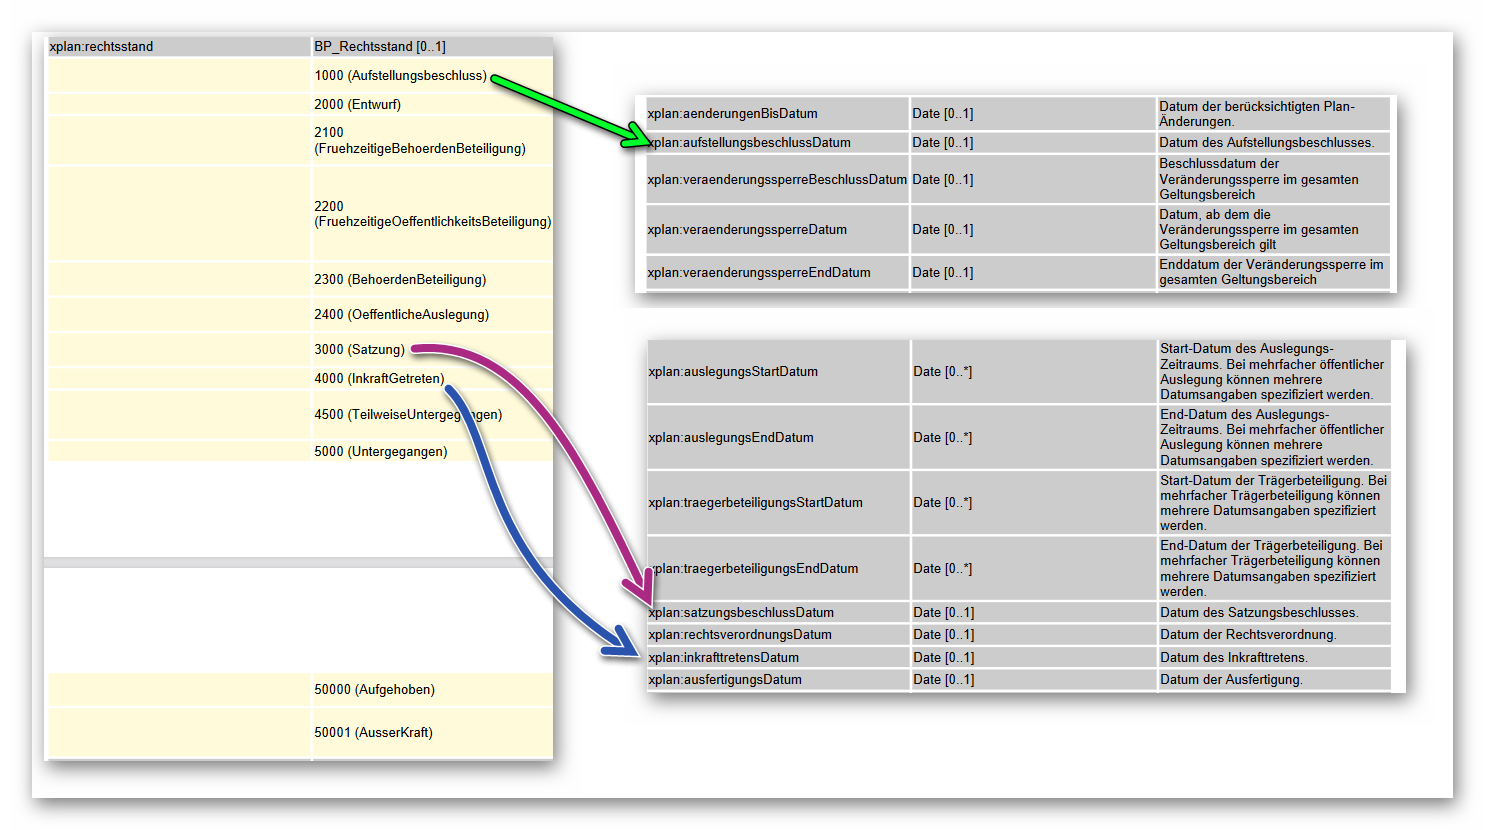 xplan:rechtsstand BP_Rechtsstand [0..1]
1000 (Aufstellungsbeschluss)
2000 (Entwurf)
2100
(FruehzeitigeBehoerdenBeteiligung)
2200
(FruehzeitigeOeffentlichkeitsBeteiligung)
2300 (BehoerdenBeteiligung)
2400 (OeffentlicheAuslegung)
3000 (Satzung)
4000 (InkraftGetreten)
4500 (TeilweiseUntergegangen)
5000 (Untergegangen)
50000 (Aufgehoben)
50001 (AusserKraft)
xplan:aenderungenBisDatum Date [0..1] Datum der berücksichtigten Plan-
Änderungen.
xplan:aufstellungsbeschlussDatum Date [0..1] Datum des Aufstellungsbeschlusses.
xplan:veraenderungssperreBeschlussDatum Date [0..1] Beschlussdatum der
Veränderungssperre im gesamten
Geltungsbereich
xplan:veraenderungssperreDatum Date [0..1] Datum, ab dem die
Veränderungssperre im gesamten
Geltungsbereich gilt
xplan:veraenderungssperreEndDatum Date [0..1] Enddatum der Veränderungssperre im
gesamten Geltungsbereich
xplan:auslegungsStartDatum Date [0..*] Start-Datum des Auslegungs-
Zeitraums. Bei mehrfacher öffentlicher
Auslegung können mehrere
Datumsangaben spezifiziert werden.
xplan:auslegungsEndDatum Date [0..*] End-Datum des Auslegungs-
Zeitraums. Bei mehrfacher öffentlicher
Auslegung können mehrere
Datumsangaben spezifiziert werden.
xplan:traegerbeteiligungsStartDatum Date [0..*] Start-Datum der Trägerbeteiligung. Bei
mehrfacher Trägerbeteiligung können
mehrere Datumsangaben spezifiziert
werden.
xplan:traegerbeteiligungsEndDatum Date [0..*] End-Datum der Trägerbeteiligung. Bei
mehrfacher Trägerbeteiligung können
mehrere Datumsangaben spezifiziert
werden.
xplan:satzungsbeschlussDatum Date [0..1] Datum des Satzungsbeschlusses.
xplan:rechtsverordnungsDatum Date [0..1] Datum der Rechtsverordnung.
xplan:inkrafttretensDatum Date [0..1] Datum des Inkrafttretens.
xplan:ausfertigungsDatum Date [0..1] Datum der Ausfertigung.